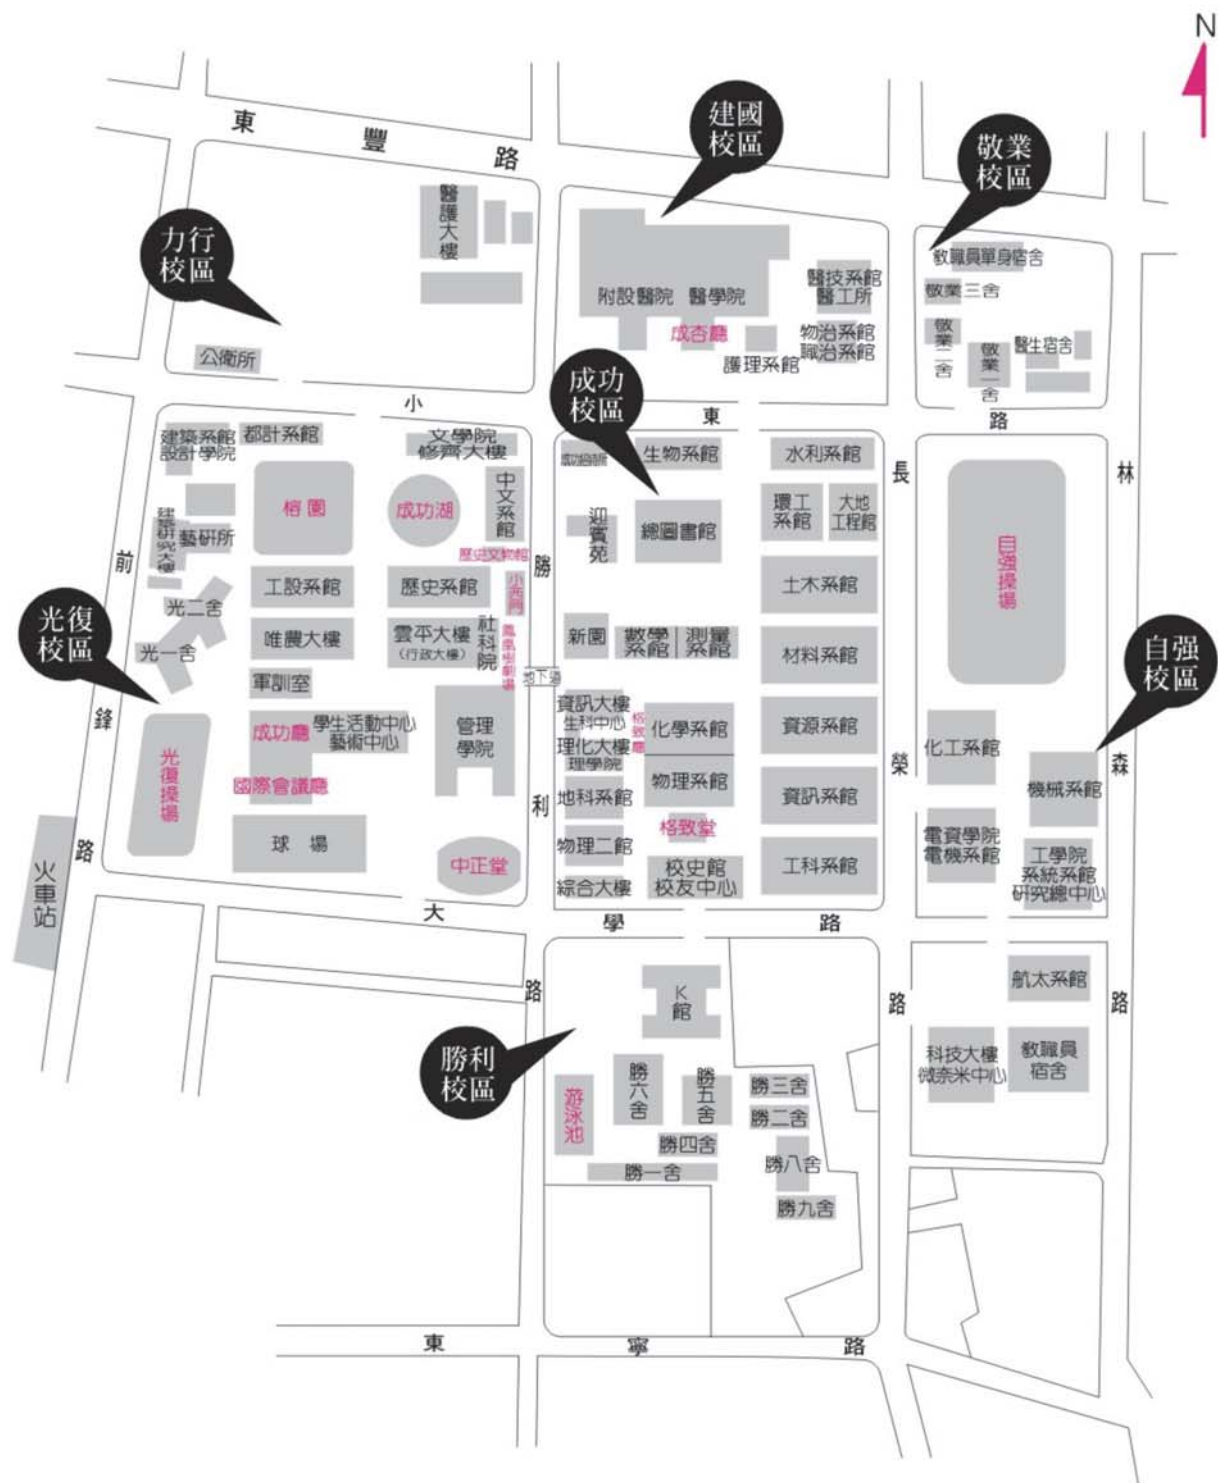 N
東豐路
建國
校區
敬業
校區
力行
校區
醫護大樓
公衛所
附設醫院
醫學院
成杏廳
護理系館
醫技系館
醫工所
物治系館
職治系館
教職員單身宿舍
敬業三舍
敬業二舍
敬業一舍
醫生宿舍
小東路
成功
校區
建築系館
設計學院
都計系館
文學院
修齊大樓
榕園
成功湖
中文系館
藝研所
歷史文物館
工設系館
歷史系館
小西門
光二舍
光一舍
唯農大樓
雲平大樓
(行政大樓)
社科院
鳳凰樹劇場
軍訓室
成功廳
學生活動中心
藝術中心
管理
學院
國際會議廳
光復
校區
光復操場
球場
中正堂
火車站
前鋒路
勝利路
地下道
生物系館
水利系館
迎賓苑
總圖書館
環工
系館
大地
工程館
土木系館
新園
數學
系館
測量
系館
材料系館
資訊大樓
生科中心
格致廳
化學系館
資源系館
理化大樓
理學院
物理系館
地科系館
資訊系館
格致堂
物理二館
校史館
校友中心
工科系館
綜合大樓
長榮路
自強操場
自強
校區
化工系館
機械系館
電資學院
電機系館
工學院
系統系館
研究總中心
林森路
大學路
K館
勝利
校區
游泳池
勝六舍
勝五舍
勝三舍
勝二舍
勝四舍
勝一舍
勝八舍
勝九舍
航太系館
科技大樓
微奈米中心
教職員
宿舍
東寧路